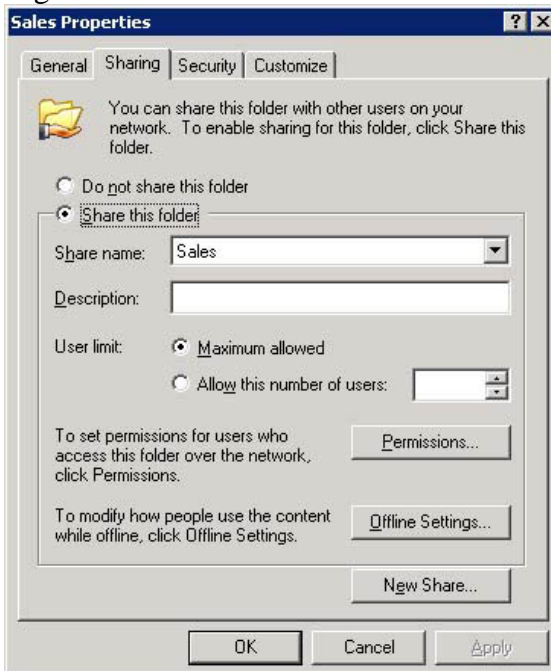 Sales Properties
? X
General Sharing Security Customize
You can share this folder with other users on your
network. To enable sharing for this folder, click Share this
folder.
Do not share this folder
Share this folder
Share name: Sales
Description:
User limit: Maximum allowed
Allow this number of users:
To set permissions for users who
access this folder over the network,
click Permissions.
Permissions...
To modify how people use the content
while offline, click Offline Settings.
Offline Settings...
New Share...
OK Cancel Apply